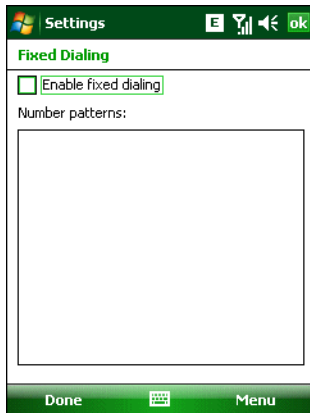 Settings
E
ok
Fixed Dialing
Enable fixed dialing
Number patterns:
Done
Menu